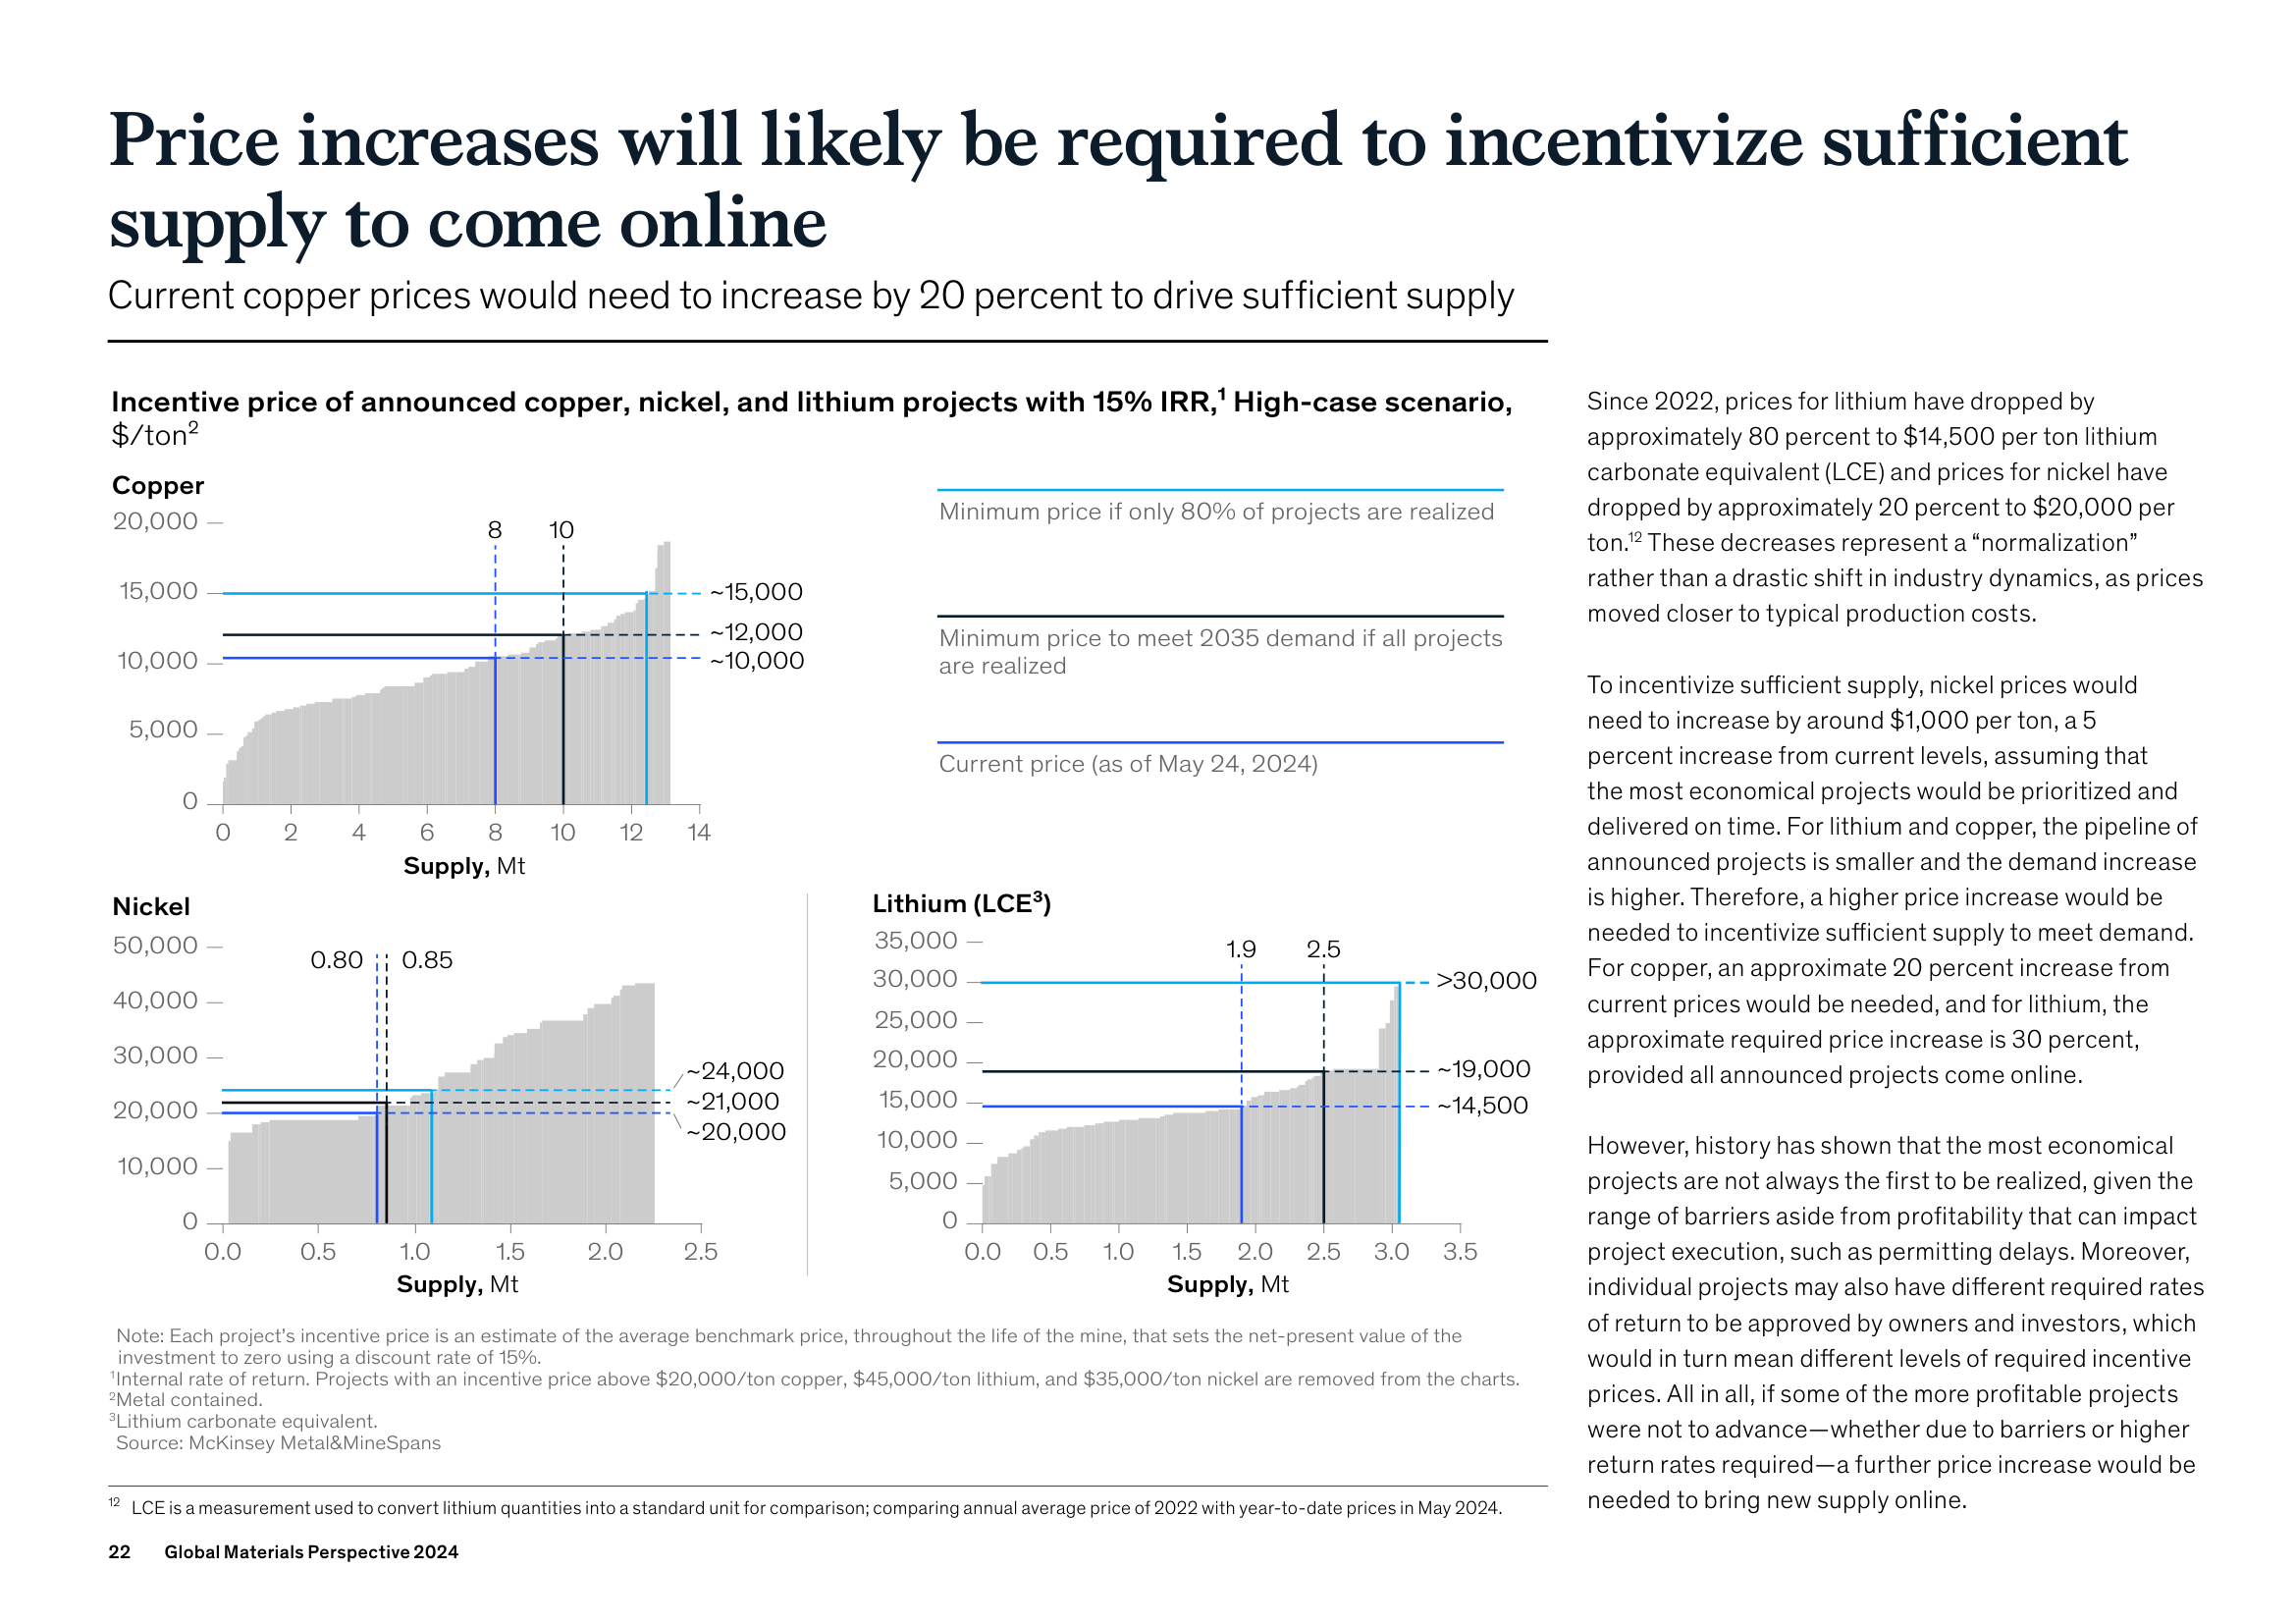 Price increases will likely be required to incentivize sufficient
supply to come online
Current copper prices would need to increase by 20 percent to drive sufficient supply
Incentive price of announced copper, nickel, and lithium projects with 15% IRR,¹ High-case scenario,
$/ton²
Copper
20,000
15,000
10,000
5,000
0
8
10
~15,000
~12,000
~10,000
0 2 4 6 8 10 12 14
Supply, Mt
Minimum price if only 80% of projects are realized
Minimum price to meet 2035 demand if all projects
are realized
Current price (as of May 24, 2024)
Nickel
50,000
40,000
30,000
20,000
10,000
0
0.80
0.85
~24,000
~21,000
~20,000
0.0 0.5 1.0 1.5 2.0 2.5
Supply, Mt
Lithium (LCE³)
35,000
30,000
25,000
20,000
15,000
10,000
5,000
0
1.9
2.5
>30,000
~19,000
~14,500
0.0 0.5 1.0 1.5 2.0 2.5 3.0 3.5
Supply, Mt
Note: Each project’s incentive price is an estimate of the average benchmark price, throughout the life of the mine, that sets the net-present value of the
investment to zero using a discount rate of 15%.
¹Internal rate of return. Projects with an incentive price above $20,000/ton copper, $45,000/ton lithium, and $35,000/ton nickel are removed from the charts.
²Metal contained.
³Lithium carbonate equivalent.
Source: McKinsey Metal&MineSpans
Since 2022, prices for lithium have dropped by
approximately 80 percent to $14,500 per ton lithium
carbonate equivalent (LCE) and prices for nickel have
dropped by approximately 20 percent to $20,000 per
ton.¹² These decreases represent a “normalization”
rather than a drastic shift in industry dynamics, as prices
moved closer to typical production costs.
To incentivize sufficient supply, nickel prices would
need to increase by around $1,000 per ton, a 5
percent increase from current levels, assuming that
the most economical projects would be prioritized and
delivered on time. For lithium and copper, the pipeline of
announced projects is smaller and the demand increase
is higher. Therefore, a higher price increase would be
needed to incentivize sufficient supply to meet demand.
For copper, an approximate 20 percent increase from
current prices would be needed, and for lithium, the
approximate required price increase is 30 percent,
provided all announced projects come online.
However, history has shown that the most economical
projects are not always the first to be realized, given the
range of barriers aside from profitability that can impact
project execution, such as permitting delays. Moreover,
individual projects may also have different required rates
of return to be approved by owners and investors, which
would in turn mean different levels of required incentive
prices. All in all, if some of the more profitable projects
were not to advance—whether due to barriers or higher
return rates required—a further price increase would be
needed to bring new supply online.
¹² LCE is a measurement used to convert lithium quantities into a standard unit for comparison; comparing annual average price of 2022 with year-to-date prices in May 2024.
22 Global Materials Perspective 2024